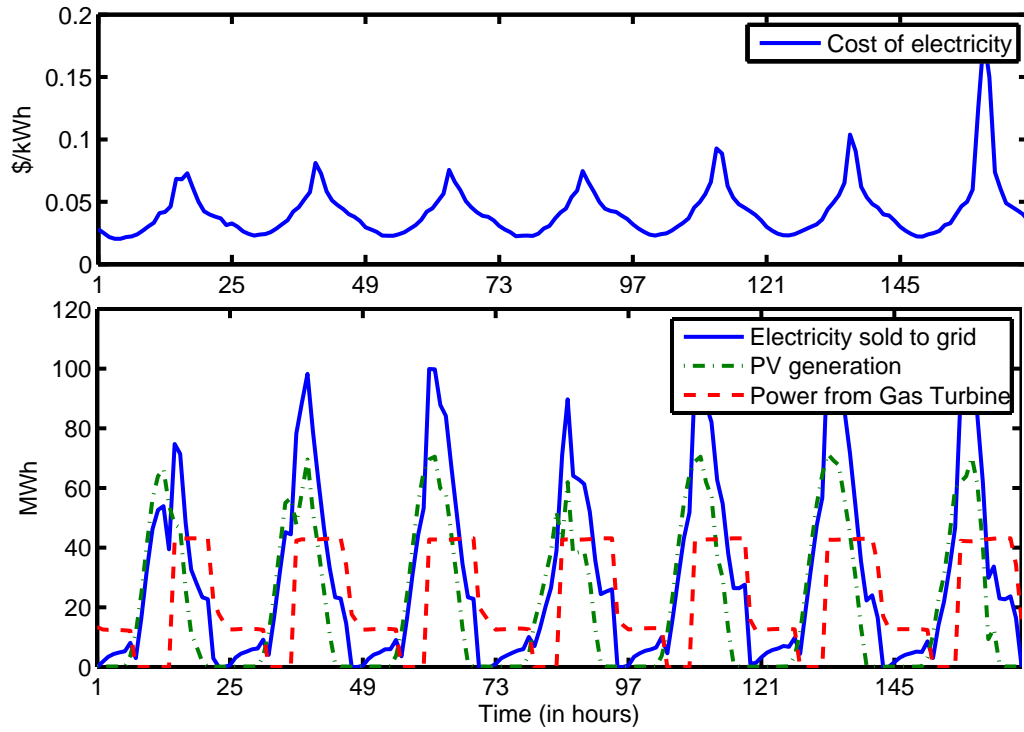 0.2
0.15
0.1
0.05
0
$/kWh
Cost of electricity
1 25 49 73 97 121 145
120
100
80
60
40
20
0
MWh
Electricity sold to grid
PV generation
Power from Gas Turbine
1 25 49 73 97 121 145
Time (in hours)